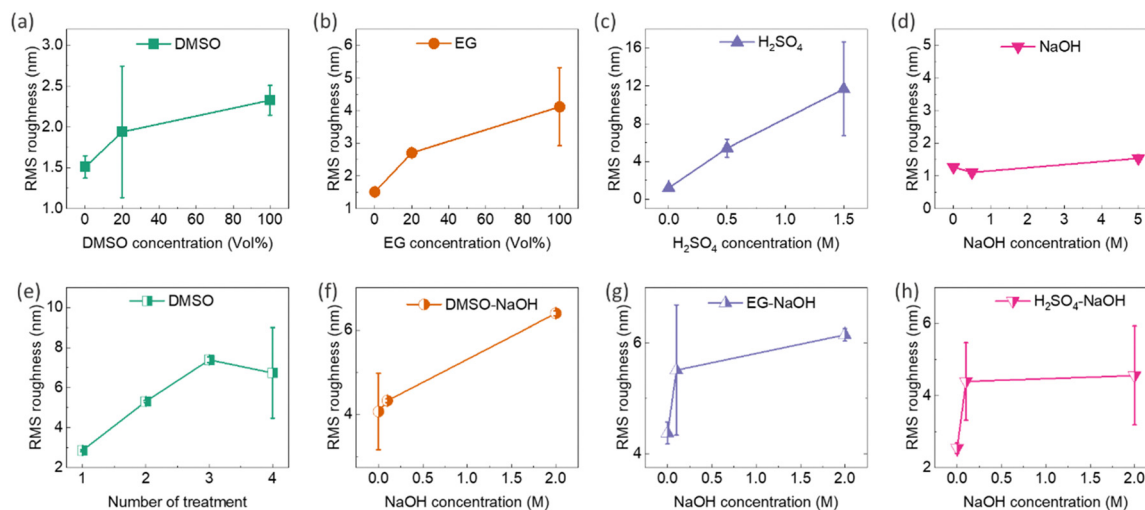 (a)
DMSO
RMS roughness (nm)
3.0
2.5
2.0
1.5
1.0
0 20 40 60 80 100
DMSO concentration (Vol%)
(b)
EG
RMS roughness (nm)
6
5
4
3
2
1
0 20 40 60 80 100
EG concentration (Vol%)
(c)
H₂SO₄
RMS roughness (nm)
16
12
8
4
0
0.0 0.5 1.0 1.5
H₂SO₄ concentration (M)
(d)
NaOH
RMS roughness (nm)
5
4
3
2
1
0
0 1 2 3 4 5
NaOH concentration (M)
(e)
DMSO
RMS roughness (nm)
10
8
6
4
2
1 2 3 4
Number of treatment
(f)
DMSO-NaOH
RMS roughness (nm)
6
4
0.0 0.5 1.0 1.5 2.0
NaOH concentration (M)
(g)
EG-NaOH
RMS roughness (nm)
6
4
0.0 0.5 1.0 1.5 2.0
NaOH concentration (M)
(h)
H₂SO₄-NaOH
RMS roughness (nm)
6
4
2
0.0 0.5 1.0 1.5 2.0
NaOH concentration (M)